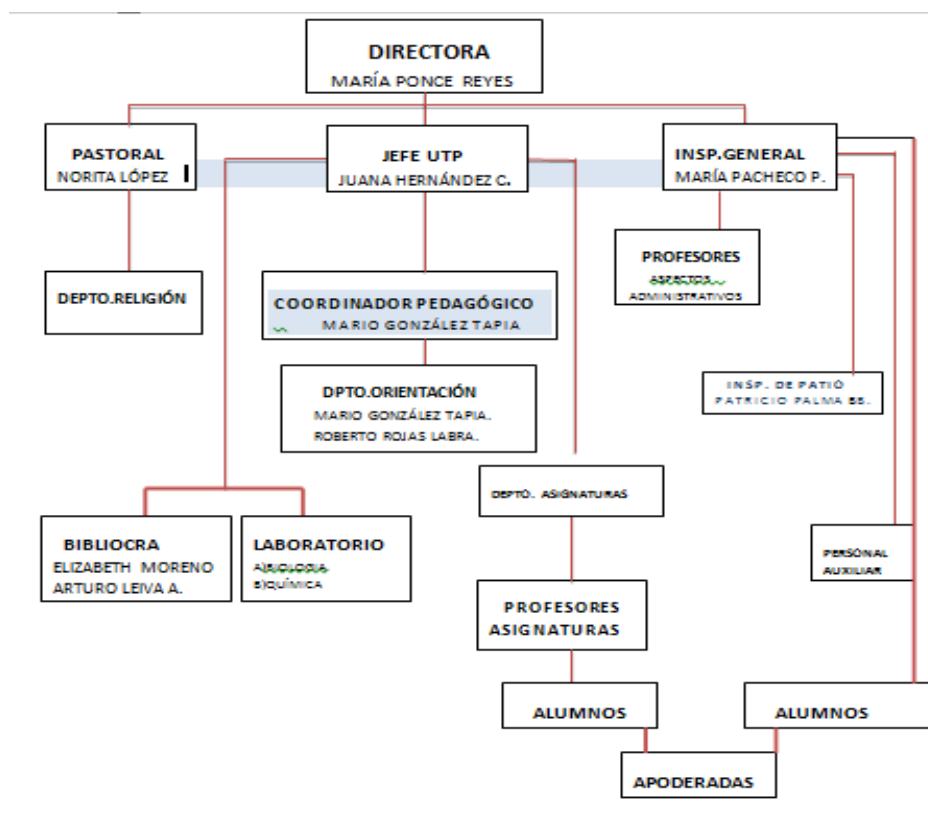 DIRECTORA
MARÍA PONCE REYES
PASTORAL
NORITA LÓPEZ
JEFE UTP
JUANA HERNÁNDEZ C.
INSP.GENERAL
MARÍA PACHECO P.
PROFESORES
ASPECTOS
ADMINISTRATIVOS
DEPTO.RELIGIÓN
COORDINADOR PEDAGÓGICO
MARIO GONZÁLEZ TAPIA
DPTO.ORIENTACIÓN
MARIO GONZÁLEZ TAPIA.
ROBERTO ROJAS LABRA.
INSP. DE PATIÓ
PATRICIO PALMA BS.
DEPTO. ASIGNATURAS
BIBLIOCRA
ELIZABETH MORENO
ARTURO LEIVA A.
LABORATORIO
A)BIOLOGIA
B)QUÍMICA
PERSONAL
AUXILIAR
PROFESORES
ASIGNATURAS
ALUMNOS
ALUMNOS
APODERADAS